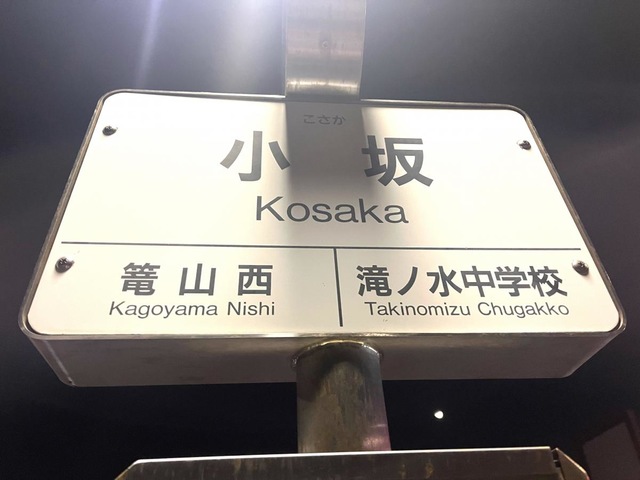 こさか
小坂
Kosaka
篭山西
Kagoyama Nishi
滝ノ水中学校
Takinomizu Chugakko